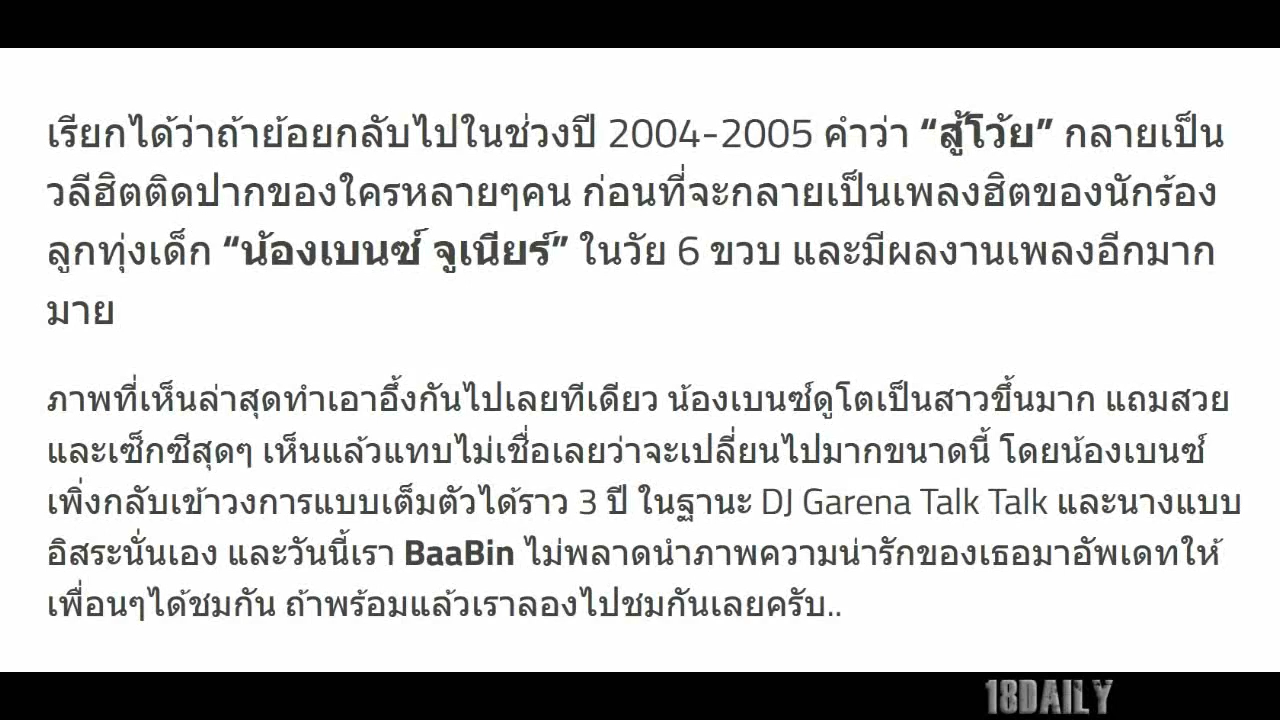 เรียกได้ว่าถ้าย้อยกลับไปในช่วงปี 2004-2005 คำว่า “สู้โว้ย” กลายเป็น
วลีฮิตติดปากของใครหลายๆคน ก่อนที่จะกลายเป็นเพลงฮิตของนักร้อง
ลูกทุ่งเด็ก “น้องเบนซ์ จูเนียร์” ในวัย 6 ขวบ และมีผลงานเพลงอีกมาก
มาย
ภาพที่เห็นล่าสุดทำเอาอึ้งกันไปเลยทีเดียว น้องเบนซ์ดูโตเป็นสาวขึ้นมาก แถมสวย
และเซ็กซีสุดๆ เห็นแล้วแทบไม่เชื่อเลยว่าจะเปลี่ยนไปมากขนาดนี้ โดยน้องเบนซ์
เพิ่งกลับเข้าวงการแบบเต็มตัวได้ราว 3 ปี ในฐานะ DJ Garena Talk Talk และนางแบบ
อิสระนั่นเอง และวันนี้เรา BaaBin ไม่พลาดนำภาพความน่ารักของเธอมาอัพเดทให้
เพื่อนๆได้ชมกัน ถ้าพร้อมแล้วเราลองไปชมกันเลยครับ..
18DAILY